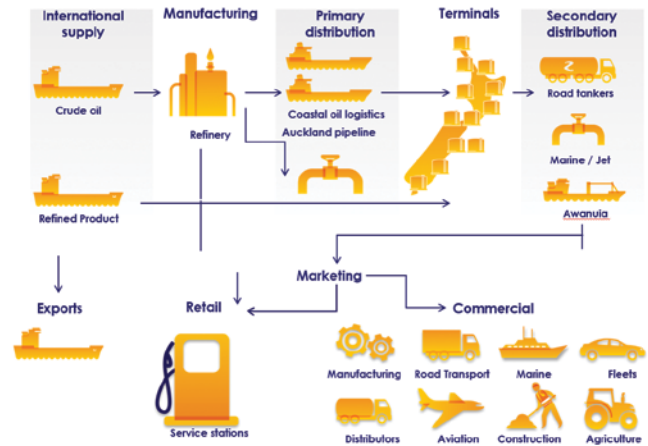 International
supply
Manufacturing
Primary
distribution
Terminals
Secondary
distribution
Crude oil
Refinery
Coastal oil logistics
Auckland pipeline
Road tankers
Marine / Jet
Refined Product
Awanuia
Marketing
Exports
Retail
Commercial
Manufacturing
Road Transport
Marine
Fleets
Service stations
Distributors
Aviation
Construction
Agriculture